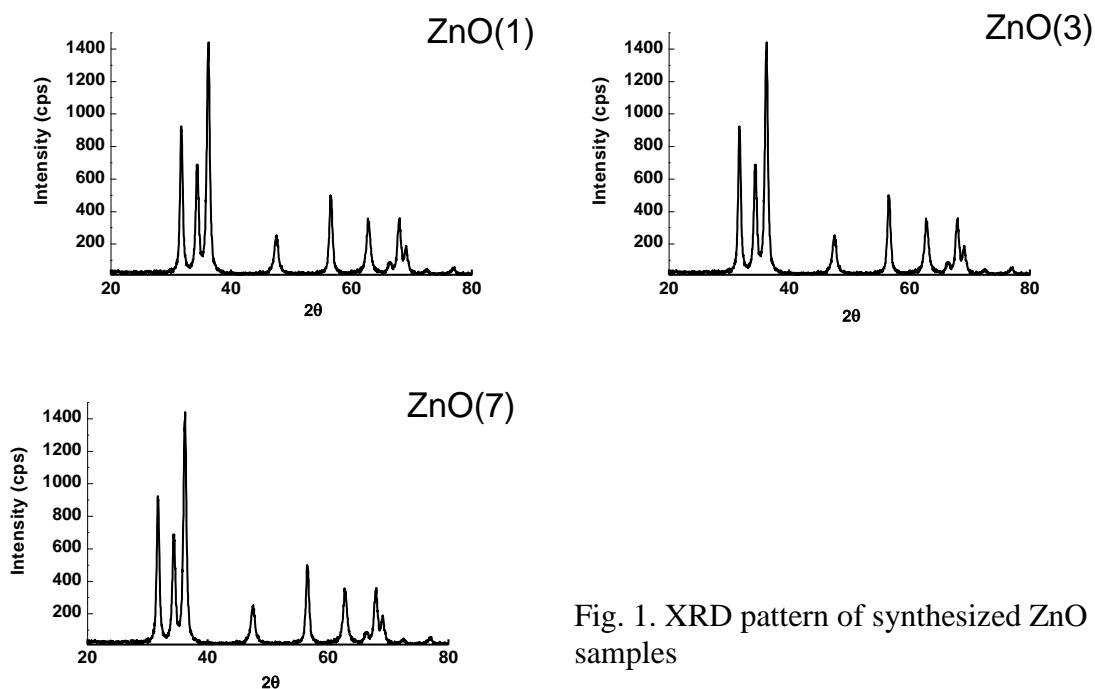 ZnO(1)
Intensity (cps)
1400
1200
1000
800
600
400
200
20 40 60 80
2θ
ZnO(3)
Intensity (cps)
1400
1200
1000
800
600
400
200
20 40 60 80
2θ
ZnO(7)
Intensity (cps)
1400
1200
1000
800
600
400
200
20 40 60 80
2θ
Fig. 1. XRD pattern of synthesized ZnO
samples